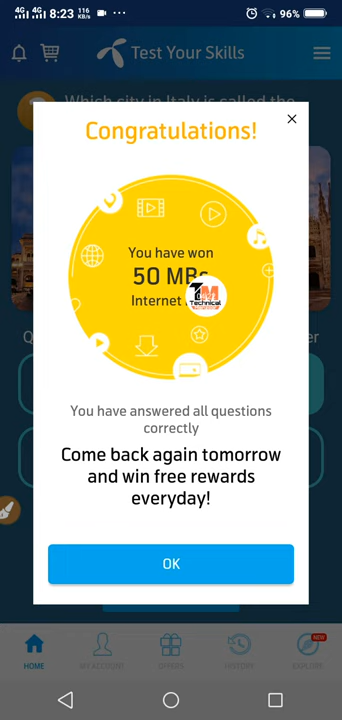 4G 4G 8:23 116 KB/s ... 96%
Test Your Skills
Which city in Italy is called the
Congratulations!
You have won
50 MBs
Internet
Technical
You have answered all questions
correctly
Come back again tomorrow
and win free rewards
everyday!
OK
NEW
HOME MY ACCOUNT OFFERS HISTORY EXPLORE